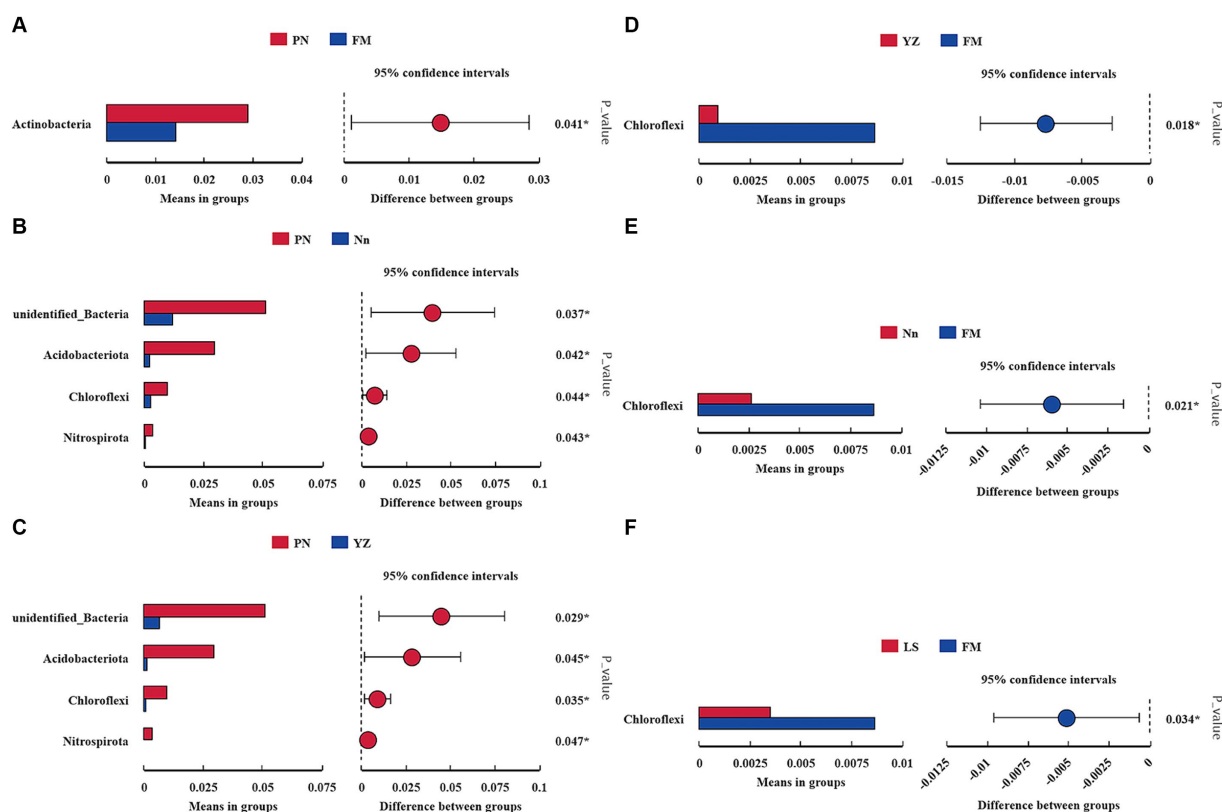 A
PN FM
95% confidence intervals
Actinobacteria
0.041*
P_value
0 0.01 0.02 0.03 0.04
Means in groups
0 0.01 0.02 0.03
Difference between groups
B
PN Nn
95% confidence intervals
unidentified_Bacteria
0.037*
Acidobacteriota
0.042*
Chloroflexi
0.044*
Nitrospirota
0.043*
P_value
0 0.025 0.05 0.075
Means in groups
0 0.025 0.05 0.075 0.1
Difference between groups
C
PN YZ
95% confidence intervals
unidentified_Bacteria
0.029*
Acidobacteriota
0.045*
Chloroflexi
0.035*
Nitrospirota
0.047*
P_value
0 0.025 0.05 0.075
Means in groups
0 0.025 0.05 0.075 0.1
Difference between groups
D
YZ FM
95% confidence intervals
Chloroflexi
0.018*
P_value
0 0.0025 0.005 0.0075 0.01
Means in groups
-0.015 -0.01 -0.005 0
Difference between groups
E
Nn FM
95% confidence intervals
Chloroflexi
0.021*
P_value
0 0.0025 0.005 0.0075 0.01
Means in groups
-0.0125 -0.01 -0.0075 -0.005 -0.0025 0
Difference between groups
F
LS FM
95% confidence intervals
Chloroflexi
0.034*
P_value
0 0.0025 0.005 0.0075 0.01
Means in groups
-0.0125 -0.01 -0.0075 -0.005 -0.0025 0
Difference between groups